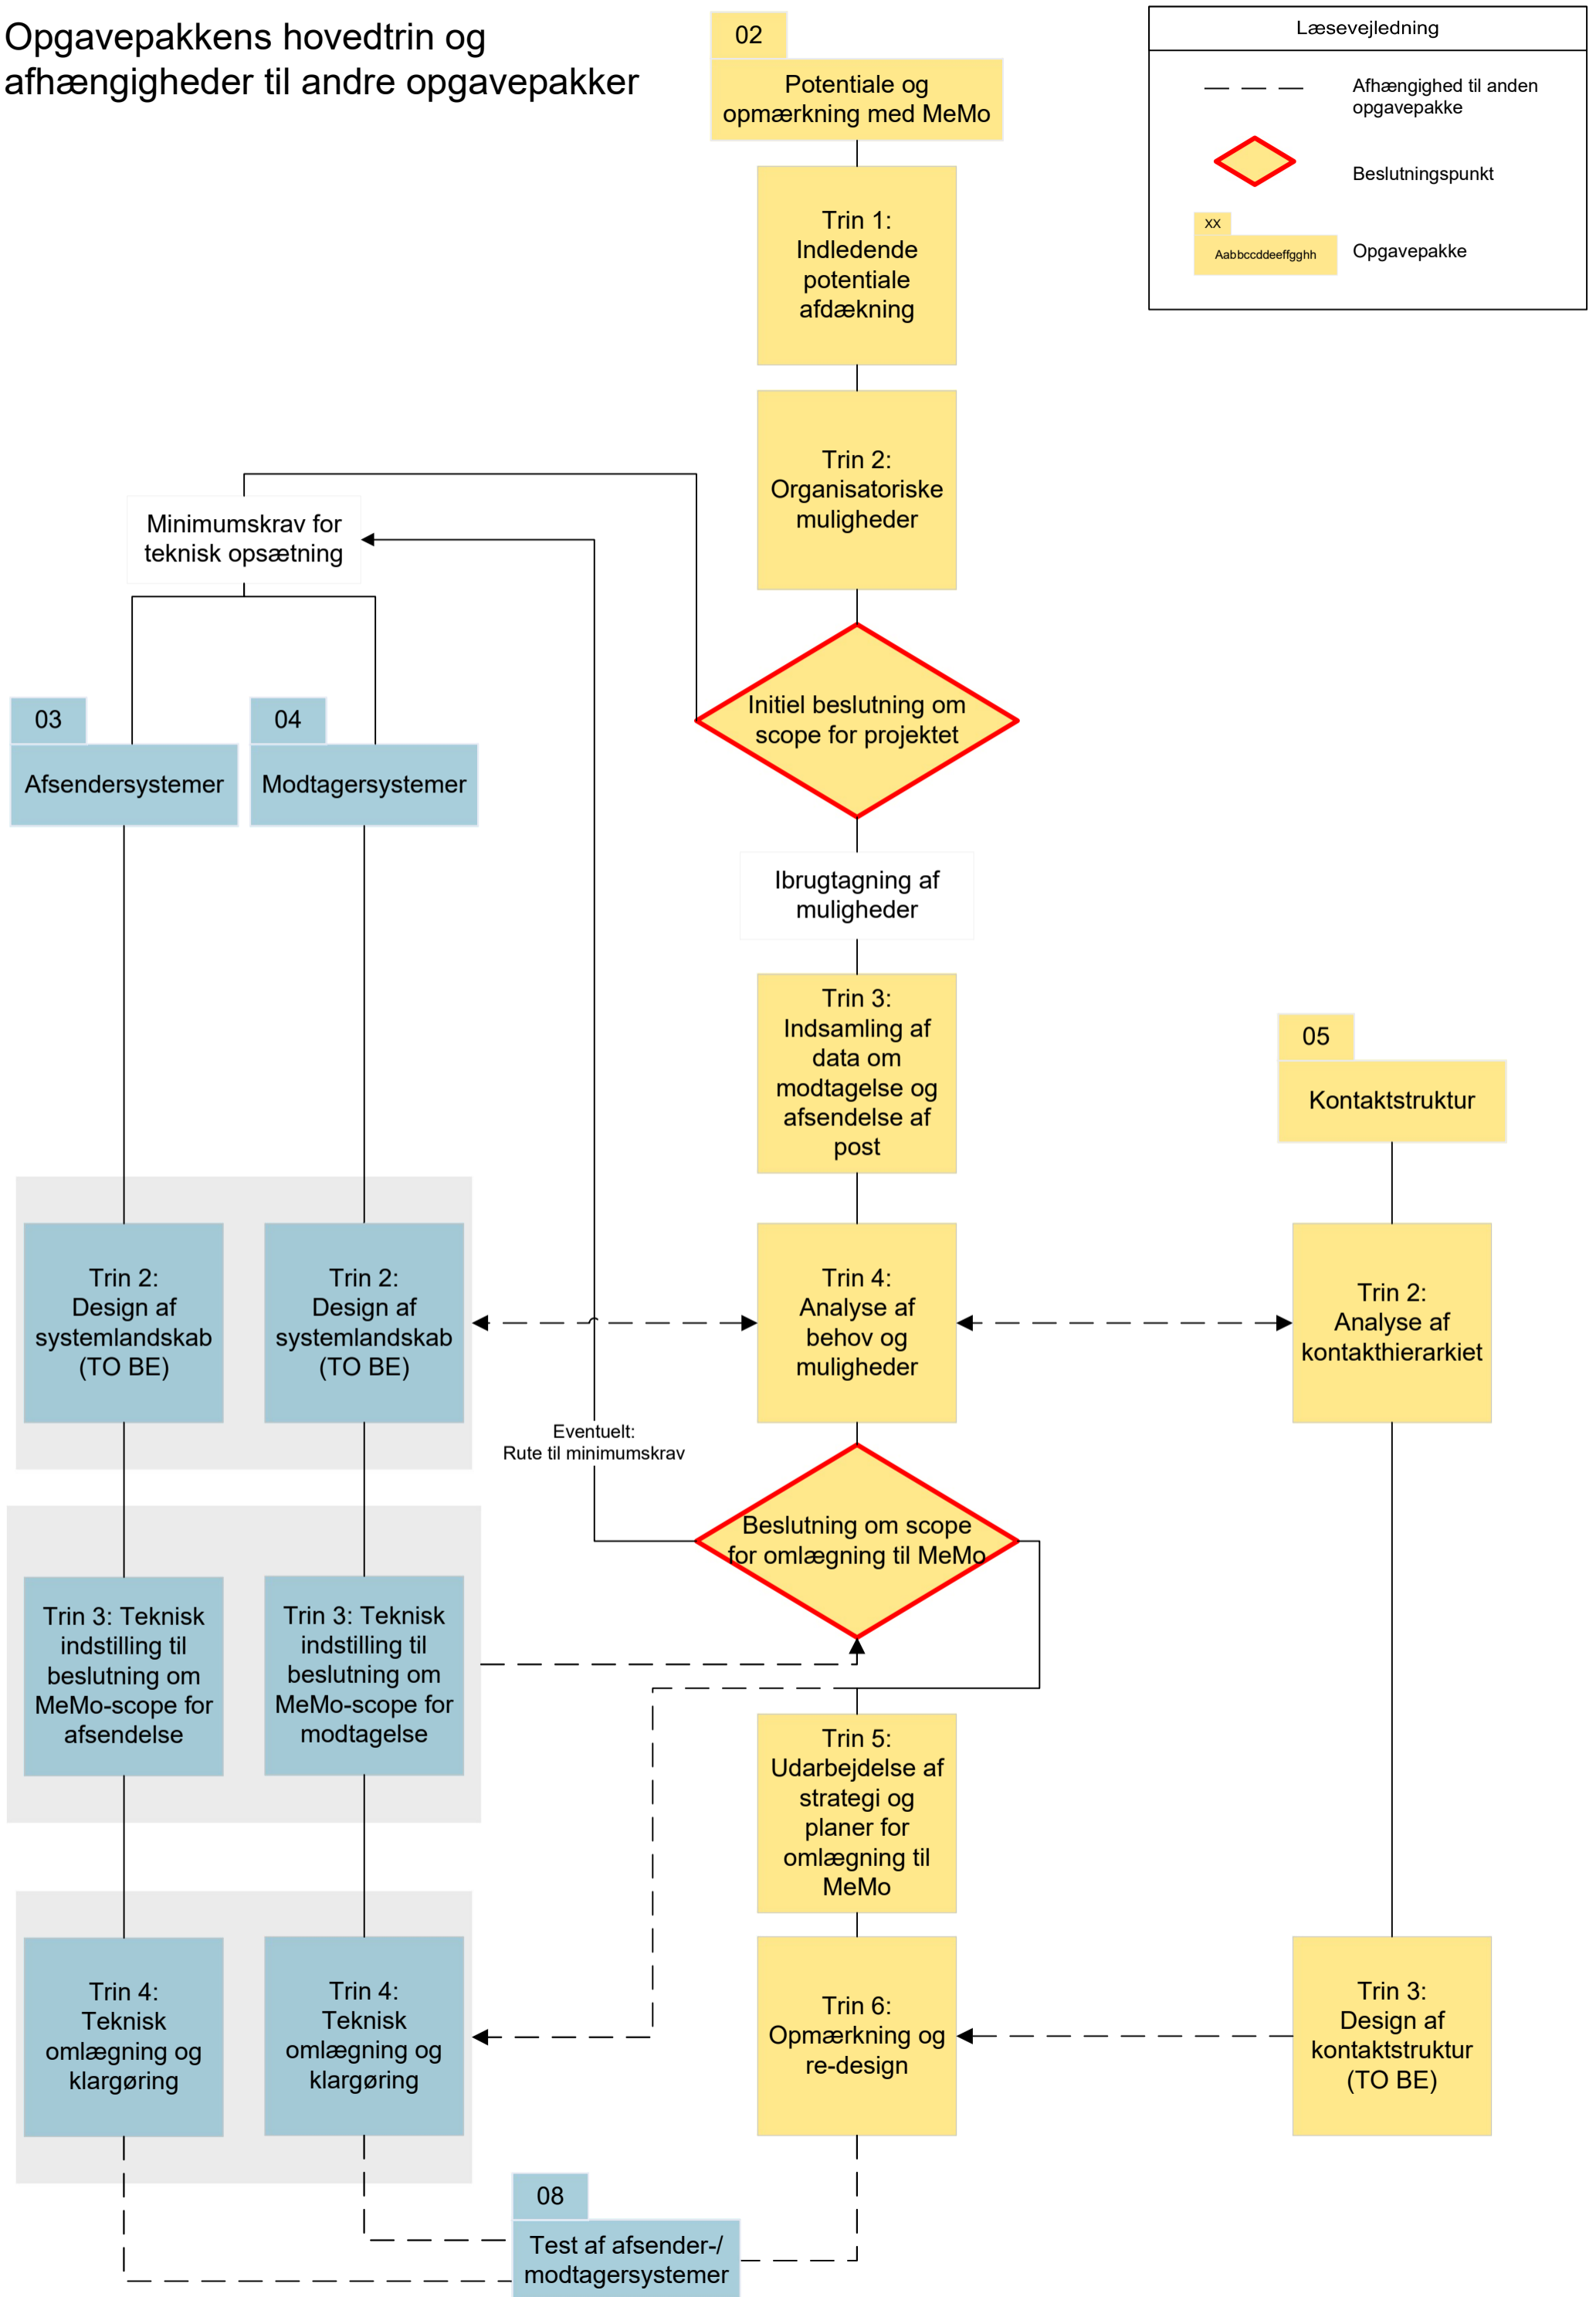 Opgavepakkens hovedtrin og
afhængigheder til andre opgavepakker
02
Potentiale og
opmærkning med MeMo
Læsevejledning
Afhængighed til anden
opgavepakke
Beslutningspunkt
XX
Aabbccddeeffgghh
Opgavepakke
Trin 1:
Indledende
potentiale
afdækning
Trin 2:
Organisatoriske
muligheder
Minimumskrav for
teknisk opsætning
Initiel beslutning om
scope for projektet
03
Afsendersystemer
04
Modtagersystemer
Ibrugtagning af
muligheder
Trin 3:
Indsamling af
data om
modtagelse og
afsendelse af
post
05
Kontaktstruktur
Trin 2:
Design af
systemlandskab
(TO BE)
Trin 2:
Design af
systemlandskab
(TO BE)
Trin 4:
Analyse af
behov og
muligheder
Trin 2:
Analyse af
kontakthierarkiet
Eventuelt:
Rute til minimumskrav
Beslutning om scope
for omlægning til MeMo
Trin 3: Teknisk
indstilling til
beslutning om
MeMo-scope for
afsendelse
Trin 3: Teknisk
indstilling til
beslutning om
MeMo-scope for
modtagelse
Trin 5:
Udarbejdelse af
strategi og
planer for
omlægning til
MeMo
Trin 4:
Teknisk
omlægning og
klargøring
Trin 4:
Teknisk
omlægning og
klargøring
Trin 6:
Opmærkning og
re-design
Trin 3:
Design af
kontaktstruktur
(TO BE)
08
Test af afsender-/
modtagersystemer